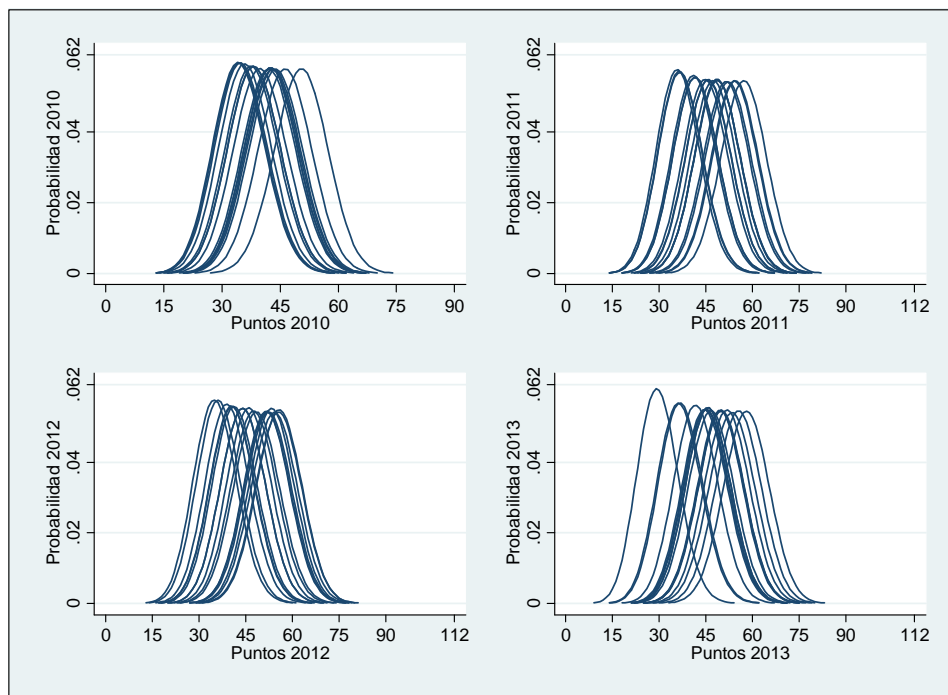 Probabilidad 2010
.062
.04
.02
0
0 15 30 45 60 75 90
Puntos 2010
Probabilidad 2011
.062
.04
.02
0
0 15 30 45 60 75 90 112
Puntos 2011
Probabilidad 2012
.062
.04
.02
0
0 15 30 45 60 75 90 112
Puntos 2012
Probabilidad 2013
.062
.04
.02
0
0 15 30 45 60 75 90 112
Puntos 2013